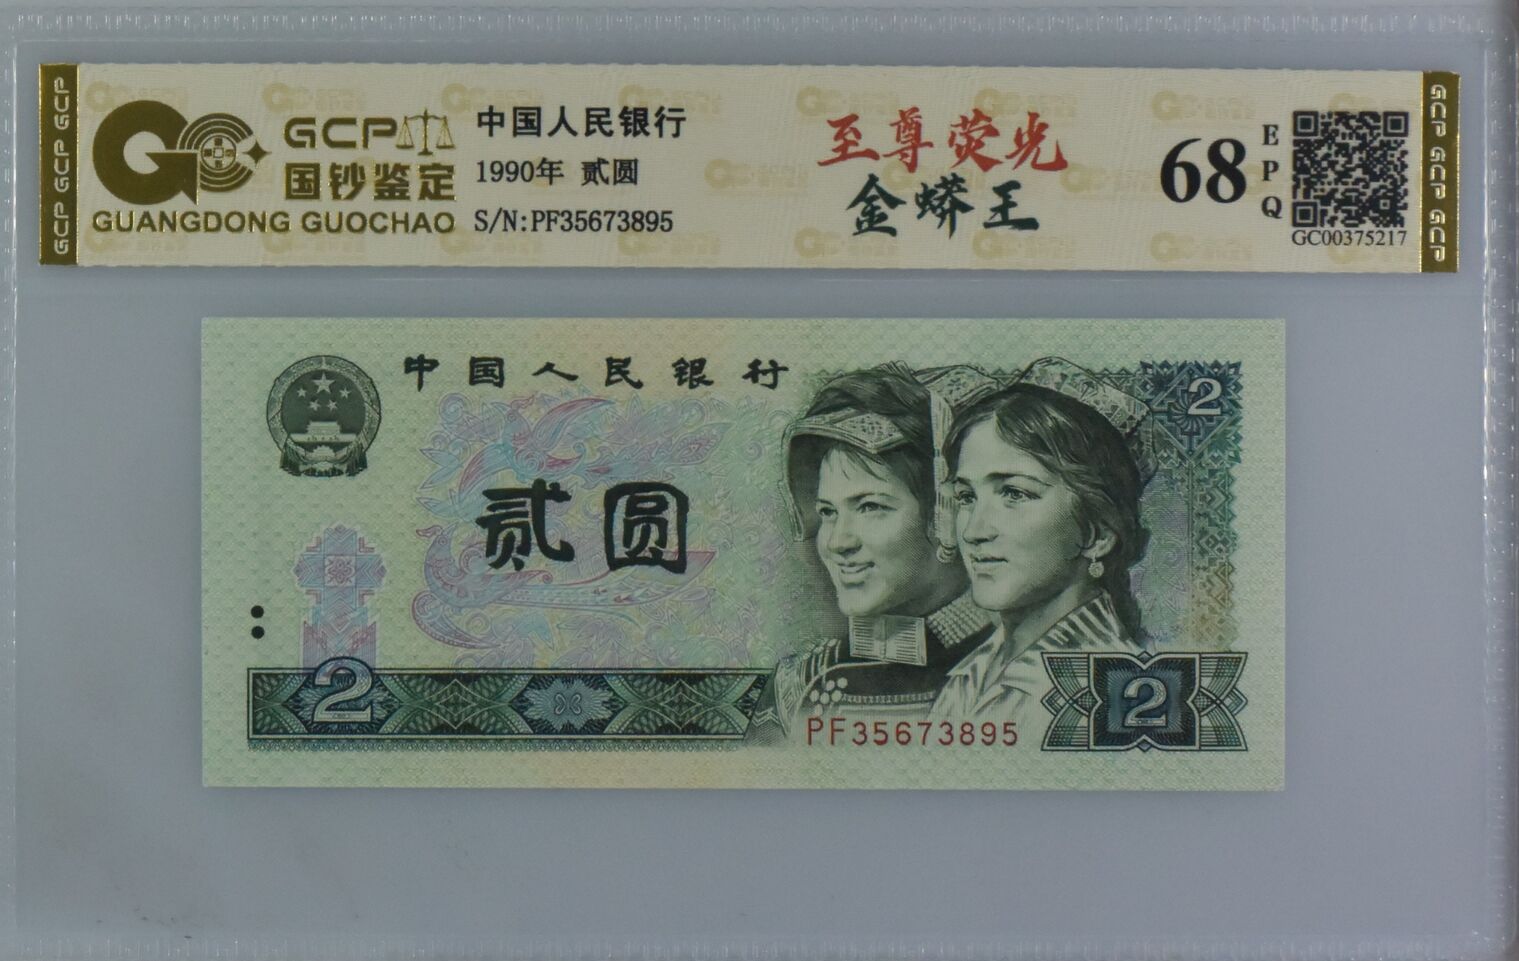 GCP GCP GCP
GCP
国钞鉴定
GUANGDONG GUOCHAO
中国人民银行
1990年 贰圆
S/N:PF35673895
至尊荧光
金蟒王
68
EPQ
GC00375217
GCP GCP GCP
中国人民银行
2
贰圆
2
PF35673895
2